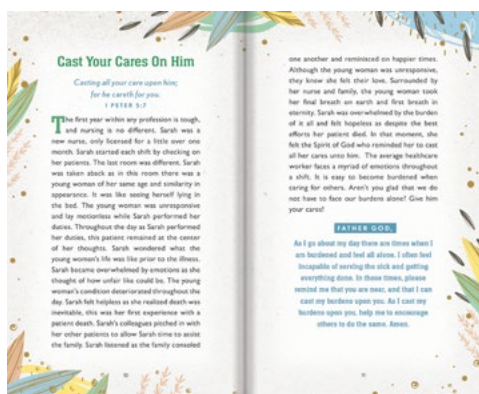 Cast Your Cares On Him
Casting all your care upon him;
for he careth for you.
I PETER 5:7
The first year within any profession is tough,
and nursing is no different. Sarah was a
new nurse, only licensed for a little over one
month. Sarah started each shift by checking on
her patients. The last room was different. Sarah
was taken aback as in this room there was a
young woman of her same age and similarity in
appearance. It was like seeing herself lying in
the bed. The young woman was unresponsive
and lay motionless while Sarah performed her
duties. Throughout the day as Sarah performed
her duties, this patient remained at the center
of her thoughts. Sarah wondered what the
young woman's life was like prior to the illness.
Sarah became overwhelmed by emotions as she
thought of how unfair like could be. The young
woman's condition deteriorated throughout the
day. Sarah felt helpless as she realized death was
inevitable, this was her first experience with a
patient death. Sarah's colleagues pitched in with
her other patients to allow Sarah time to assist
the family. Sarah listened as the family consoled
one another and reminisced on happier times.
Although the young woman was unresponsive,
they knew she felt their love. Surrounded by
her nurse and family, the young woman took
her final breath on earth and first breath in
eternity. Sarah was overwhelmed by the burden
of it all and felt hopeless as despite the best
efforts her patient died. In that moment, she
felt the Spirit of God who reminded her to cast
all her cares unto him. The average healthcare
worker faces a myriad of emotions throughout
a shift. It is easy to become burdened when
caring for others. Aren't you glad that we do
not have to face our burdens alone? Give him
your cares!
FATHER GOD,
As I go about my day there are times when I
am burdened and feel all alone. I often feel
incapable of serving the sick and getting
everything done. In those times, please
remind me that you are near, and that I can
cast my burdens upon you. As I cast my
burdens upon you, help me to encourage
others to do the same. Amen.